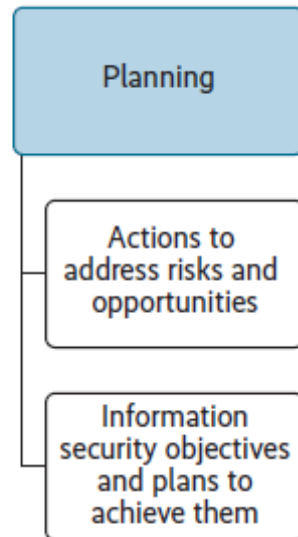 Planning
Actions to
address risks and
opportunities
Information
security objectives
and plans to
achieve them